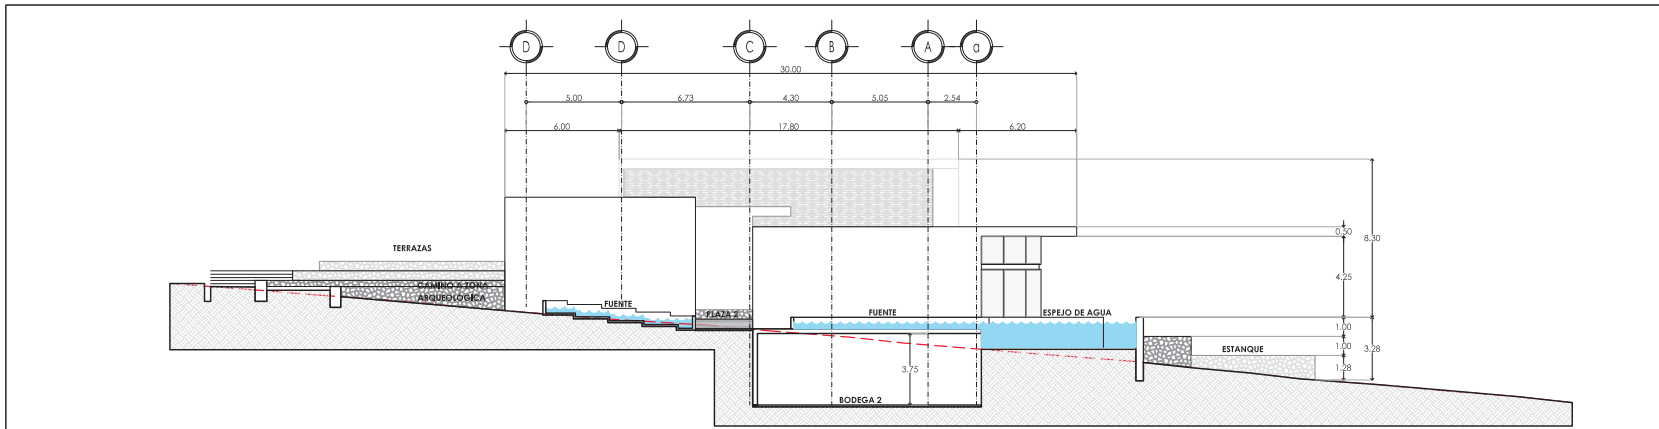 D D C B A a
30.00
5.00 6.73 4.30 5.05 2.54
6.00 17.80 6.20
0.50
8.30
TERRAZAS
4.25
CAMINO A ZONA
ARQUEOLOGICA
FUENTE
PLAZA 2
FUENTE
ESPEJO DE AGUA
1.00
1.00
ESTANQUE
3.28
1.28
3.75
BODEGA 2